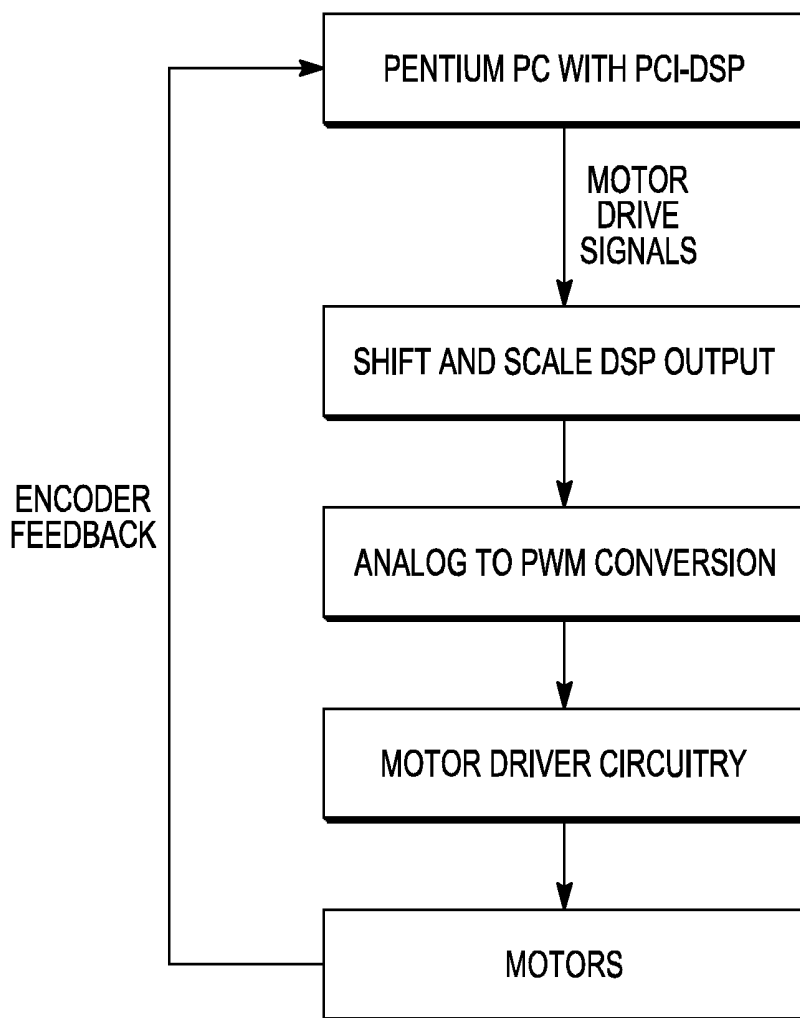 PENTIUM PC WITH PCI-DSP
MOTOR
DRIVE
SIGNALS
SHIFT AND SCALE DSP OUTPUT
ENCODER
FEEDBACK
ANALOG TO PWM CONVERSION
MOTOR DRIVER CIRCUITRY
MOTORS